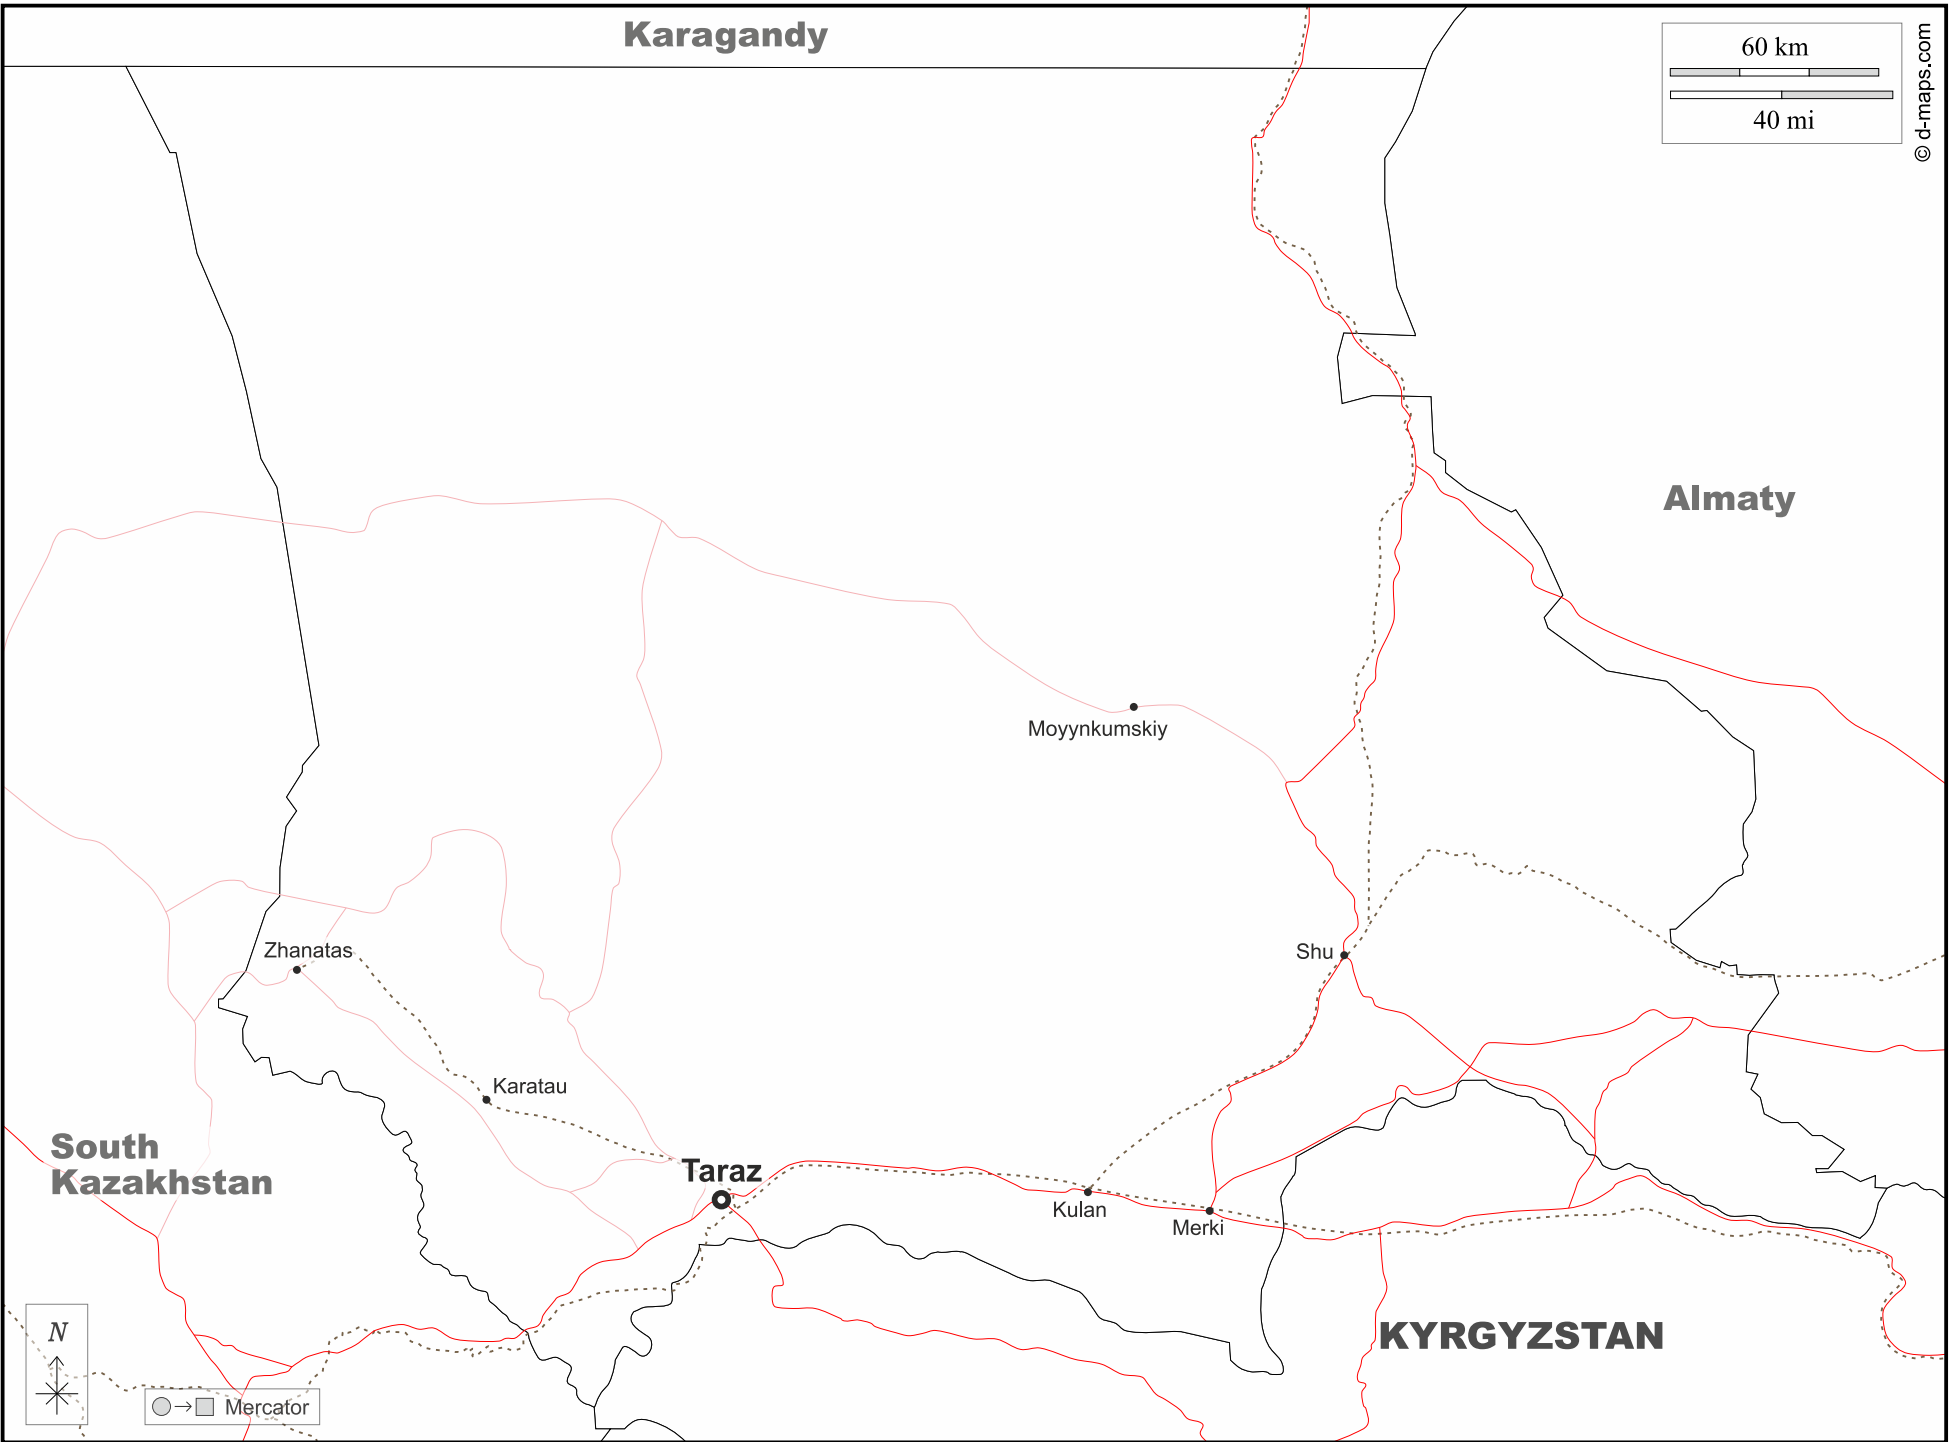 Karagandy
60 km
40 mi
© d-maps.com
Almaty
Moyynkumskiy
Zhanatas
Shu
Karatau
South
Kazakhstan
Taraz
Kulan
Merki
KYRGYZSTAN
N
Mercator